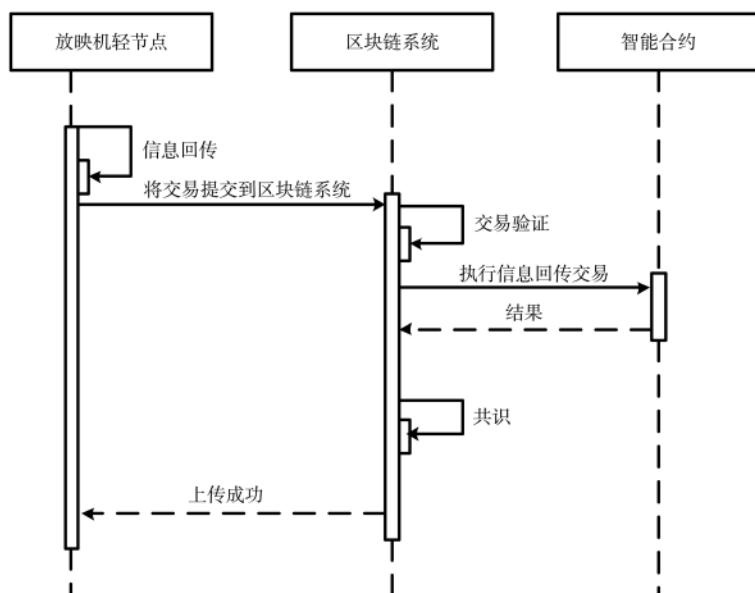 放映机轻节点
区块链系统
智能合约
信息回传
将交易提交到区块链系统
交易验证
执行信息回传交易
结果
共识
上传成功